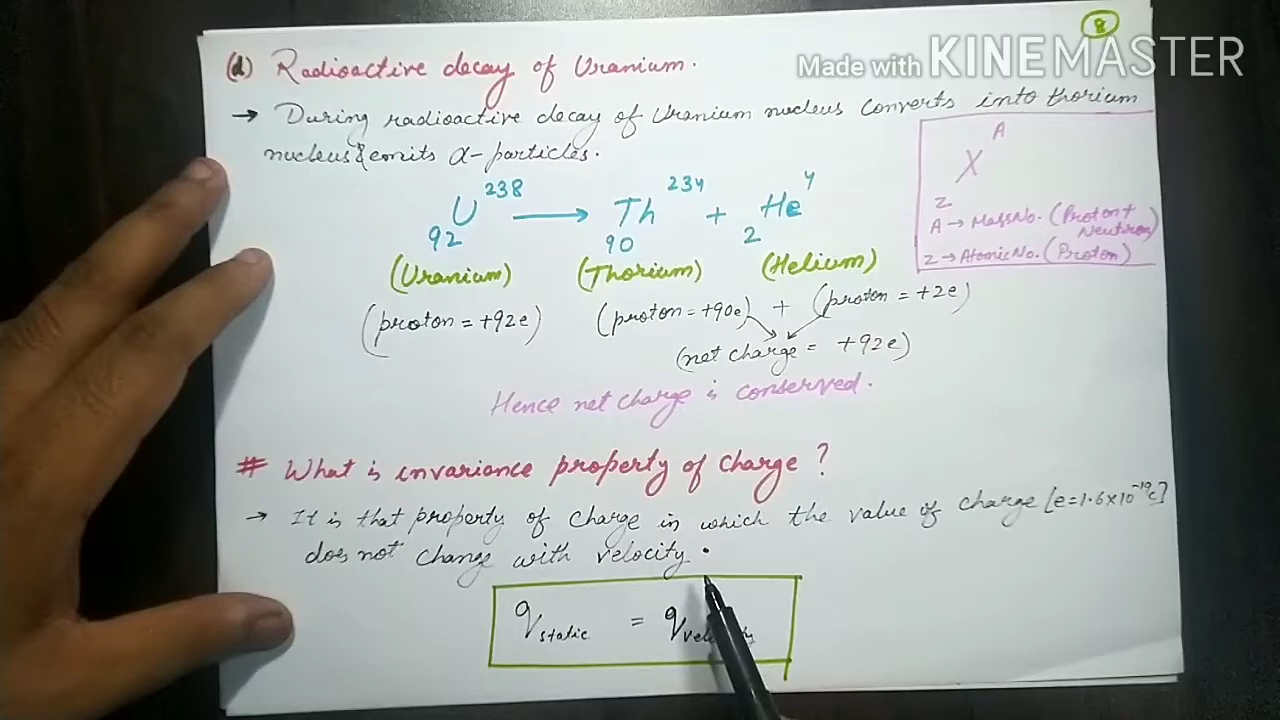 8
Made with KINEMASTER
(d) Radioactive decay of Uranium.
→ During radioactive decay of Uranium nucleus converts into thorium
nucleus & emits α-particles.
X A
Z
A → Mass No. (Proton + Neutron)
Z → Atomic No. (Proton)
92 U 238 → 90 Th 234 + 2 He 4
(Uranium) (Thorium) (Helium)
(proton = +92e) (proton = +90e) + (proton = +2e)
(net charge = +92e)
Hence net charge is conserved.
# What is invariance property of charge?
→ It is that property of charge in which the value of charge [e=1.6×10⁻¹⁹c]
does not change with velocity.
q static = q velocity